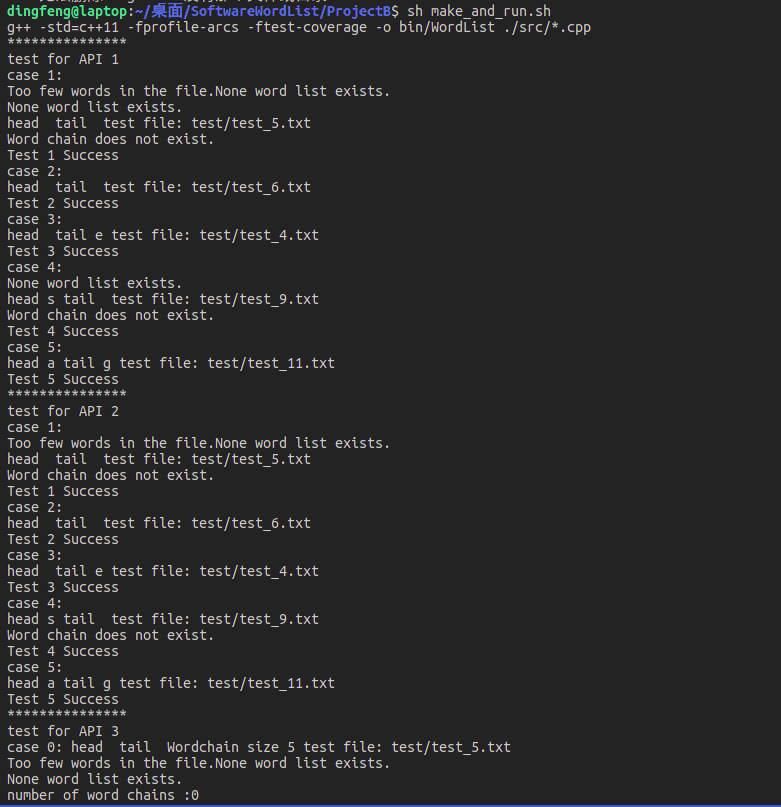 dingfeng@laptop:~/桌面/SoftwareWordList/ProjectB$ sh make_and_run.sh
g++ -std=c++11 -fprofile-arcs -ftest-coverage -o bin/WordList ./src/*.cpp
***************
test for API 1
case 1:
Too few words in the file.None word list exists.
None word list exists.
head  tail  test file: test/test_5.txt
Word chain does not exist.
Test 1 Success
case 2:
head  tail  test file: test/test_6.txt
Test 2 Success
case 3:
head  tail e test file: test/test_4.txt
Test 3 Success
case 4:
None word list exists.
head s tail  test file: test/test_9.txt
Word chain does not exist.
Test 4 Success
case 5:
head a tail g test file: test/test_11.txt
Test 5 Success
***************
test for API 2
case 1:
Too few words in the file.None word list exists.
head  tail  test file: test/test_5.txt
Word chain does not exist.
Test 1 Success
case 2:
head  tail  test file: test/test_6.txt
Test 2 Success
case 3:
head  tail e test file: test/test_4.txt
Test 3 Success
case 4:
head s tail  test file: test/test_9.txt
Word chain does not exist.
Test 4 Success
case 5:
head a tail g test file: test/test_11.txt
Test 5 Success
***************
test for API 3
case 0: head  tail  Wordchain size 5 test file: test/test_5.txt
Too few words in the file.None word list exists.
None word list exists.
number of word chains :0